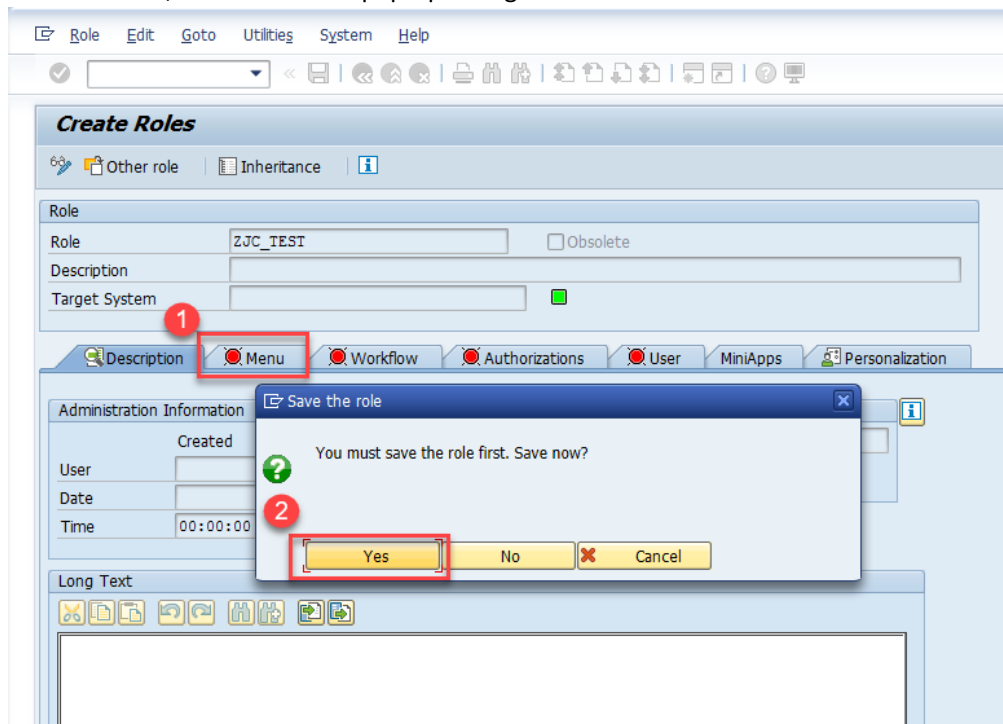 Role Edit Goto Utilities System Help
Create Roles
Other role Inheritance
Role
Role ZJC_TEST Obsolete
Description
Target System
1
Description Menu Workflow Authorizations User MiniApps Personalization
Administration Information
Created
User
Date
Time 00:00:00
Save the role
You must save the role first. Save now?
2
Yes No Cancel
Long Text